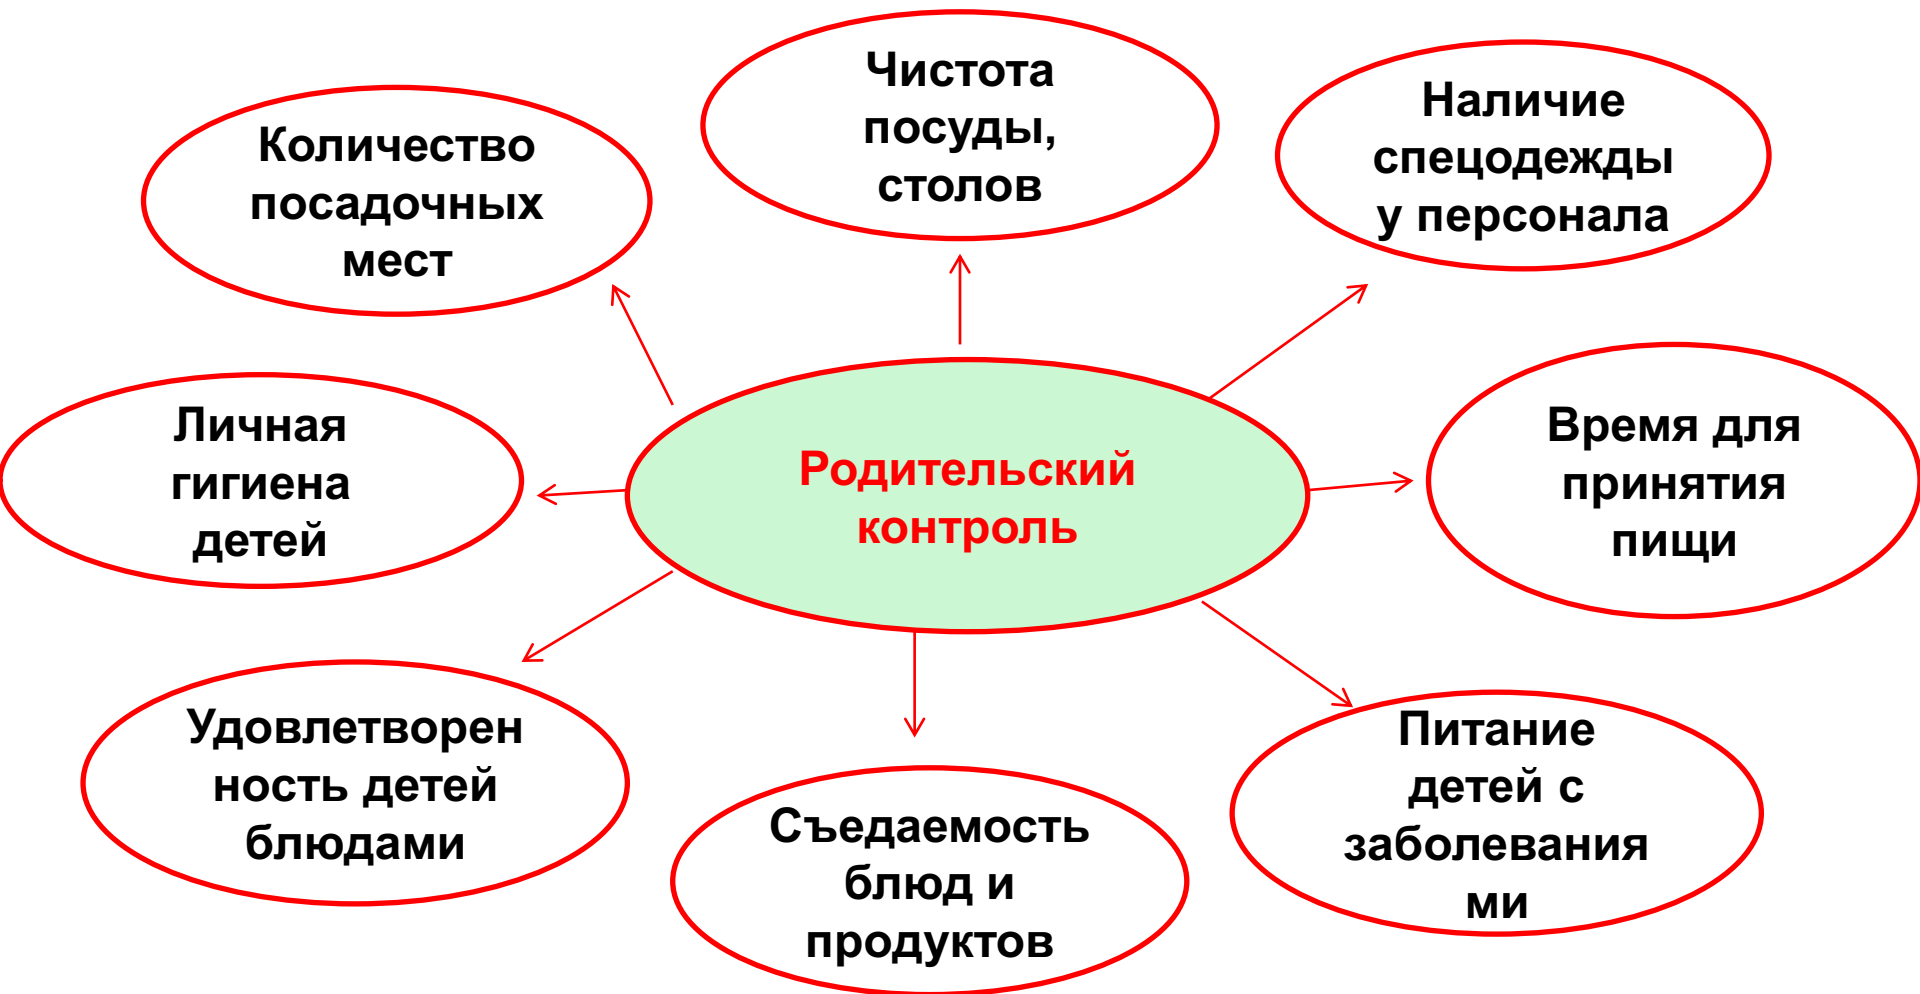 Чистота
посуды,
столов
Наличие
спецодежды
у персонала
Количество
посадочных
мест
Личная
гигиена
детей
Родительский
контроль
Время для
принятия
пищи
Удовлетворен
ность детей
блюдами
Съедаемость
блюд и
продуктов
Питание
детей с
заболевания
ми